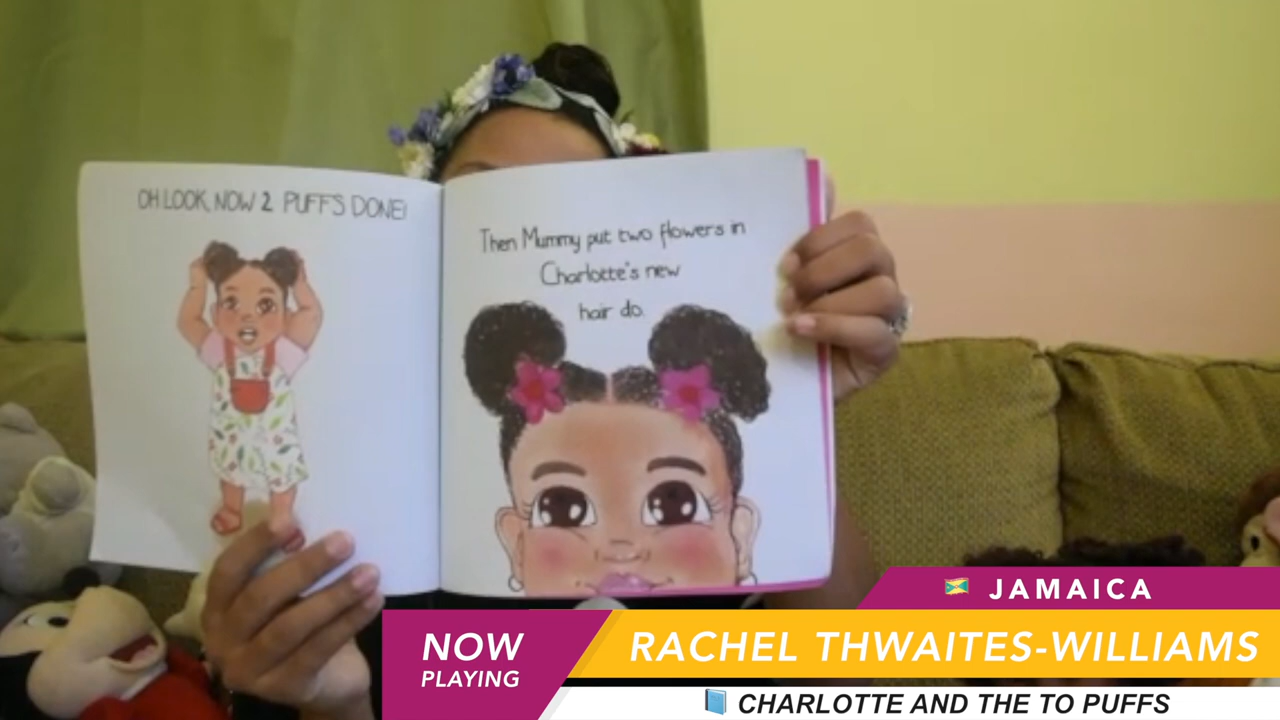 OH LOOK, NOW 2 PUFF'S DONE!
Then Mummy put two flowers in
Charlotte's new
hair do.
JAMAICA
NOW
PLAYING
RACHEL THWAITES-WILLIAMS
CHARLOTTE AND THE TO PUFFS